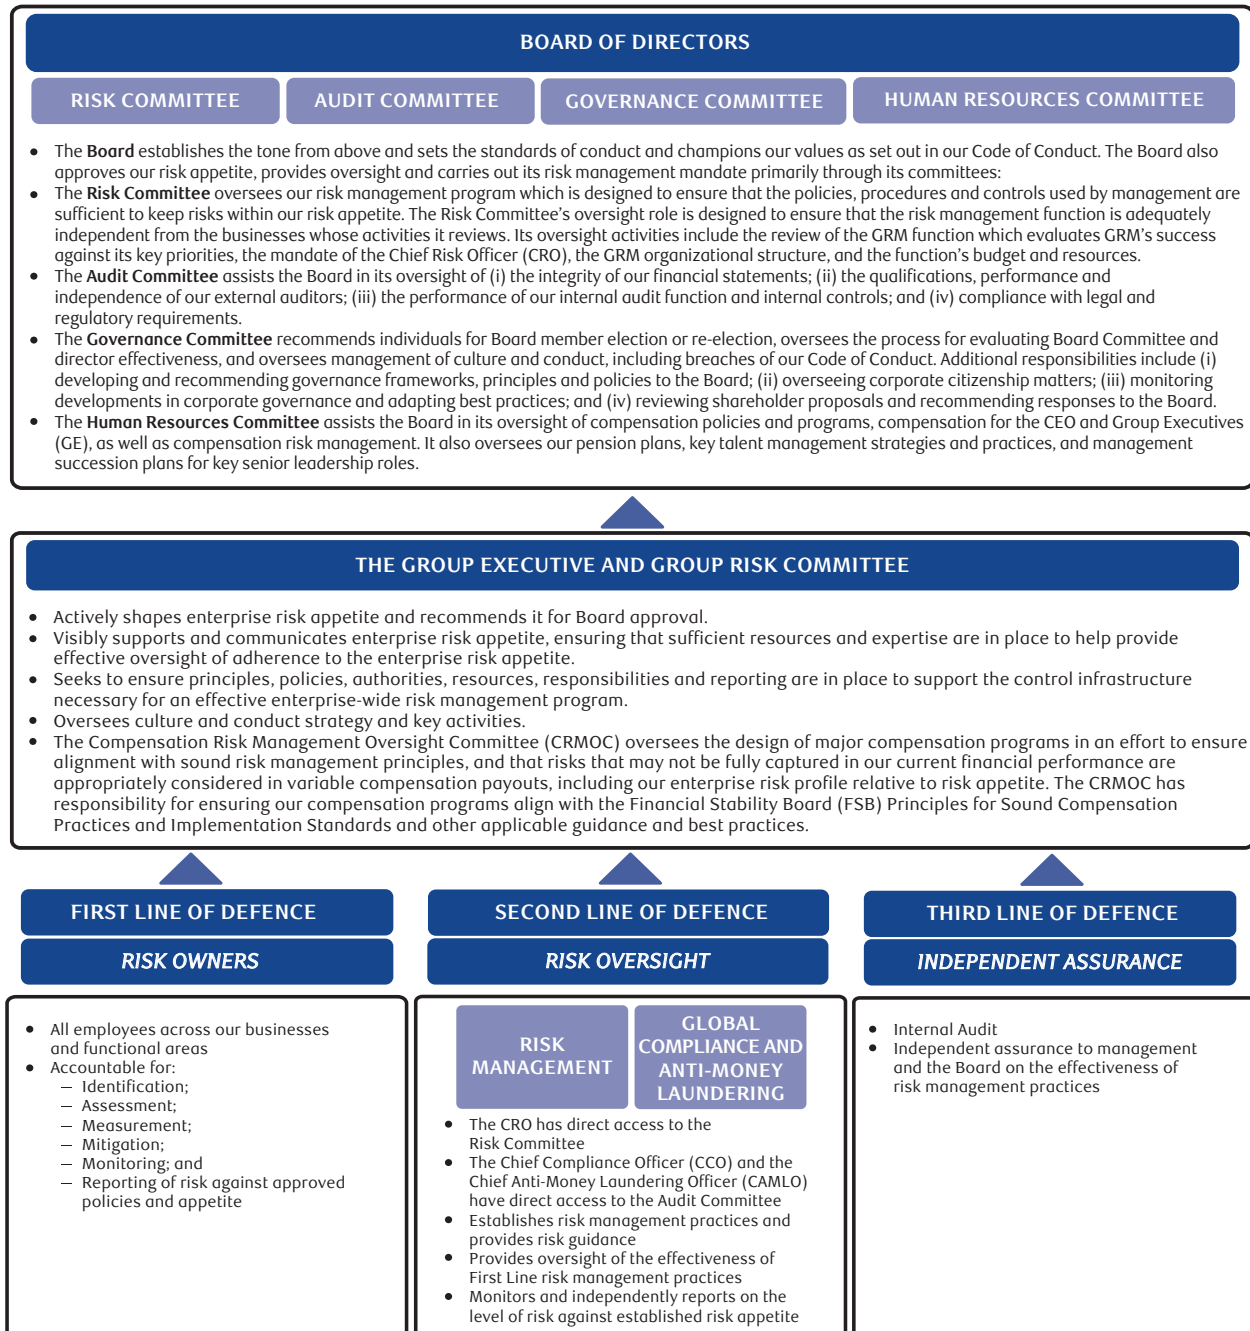 BOARD OF DIRECTORS
RISK COMMITTEE
AUDIT COMMITTEE
GOVERNANCE COMMITTEE
HUMAN RESOURCES COMMITTEE
• The Board establishes the tone from above and sets the standards of conduct and champions our values as set out in our Code of Conduct. The Board also
approves our risk appetite, provides oversight and carries out its risk management mandate primarily through its committees:
• The Risk Committee oversees our risk management program which is designed to ensure that the policies, procedures and controls used by management are
sufficient to keep risks within our risk appetite. The Risk Committee's oversight role is designed to ensure that the risk management function is adequately
independent from the businesses whose activities it reviews. Its oversight activities include the review of the GRM function which evaluates GRM's success
against its key priorities, the mandate of the Chief Risk Officer (CRO), the GRM organizational structure, and the function's budget and resources.
• The Audit Committee assists the Board in its oversight of (i) the integrity of our financial statements; (ii) the qualifications, performance and
independence of our external auditors; (iii) the performance of our internal audit function and internal controls; and (iv) compliance with legal and
regulatory requirements.
• The Governance Committee recommends individuals for Board member election or re-election, oversees the process for evaluating Board Committee and
director effectiveness, and oversees management of culture and conduct, including breaches of our Code of Conduct. Additional responsibilities include (i)
developing and recommending governance frameworks, principles and policies to the Board; (ii) overseeing corporate citizenship matters; (iii) monitoring
developments in corporate governance and adapting best practices; and (iv) reviewing shareholder proposals and recommending responses to the Board.
• The Human Resources Committee assists the Board in its oversight of compensation policies and programs, compensation for the CEO and Group Executives
(GE), as well as compensation risk management. It also oversees our pension plans, key talent management strategies and practices, and management
succession plans for key senior leadership roles.
THE GROUP EXECUTIVE AND GROUP RISK COMMITTEE
• Actively shapes enterprise risk appetite and recommends it for Board approval.
• Visibly supports and communicates enterprise risk appetite, ensuring that sufficient resources and expertise are in place to help provide
effective oversight of adherence to the enterprise risk appetite.
• Seeks to ensure principles, policies, authorities, resources, responsibilities and reporting are in place to support the control infrastructure
necessary for an effective enterprise-wide risk management program.
• Oversees culture and conduct strategy and key activities.
• The Compensation Risk Management Oversight Committee (CRMOC) oversees the design of major compensation programs in an effort to ensure
alignment with sound risk management principles, and that risks that may not be fully captured in our current financial performance are
appropriately considered in variable compensation payouts, including our enterprise risk profile relative to risk appetite. The CRMOC has
responsibility for ensuring our compensation programs align with the Financial Stability Board (FSB) Principles for Sound Compensation
Practices and Implementation Standards and other applicable guidance and best practices.
FIRST LINE OF DEFENCE
RISK OWNERS
• All employees across our businesses
and functional areas
• Accountable for:
– Identification;
– Assessment;
– Measurement;
– Mitigation;
– Monitoring; and
– Reporting of risk against approved
policies and appetite
SECOND LINE OF DEFENCE
RISK OVERSIGHT
RISK
MANAGEMENT
GLOBAL
COMPLIANCE AND
ANTI-MONEY
LAUNDERING
• The CRO has direct access to the
Risk Committee
• The Chief Compliance Officer (CCO) and the
Chief Anti-Money Laundering Officer (CAMLO)
have direct access to the Audit Committee
• Establishes risk management practices and
provides risk guidance
• Provides oversight of the effectiveness of
First Line risk management practices
• Monitors and independently reports on the
level of risk against established risk appetite
THIRD LINE OF DEFENCE
INDEPENDENT ASSURANCE
• Internal Audit
• Independent assurance to management
and the Board on the effectiveness of
risk management practices